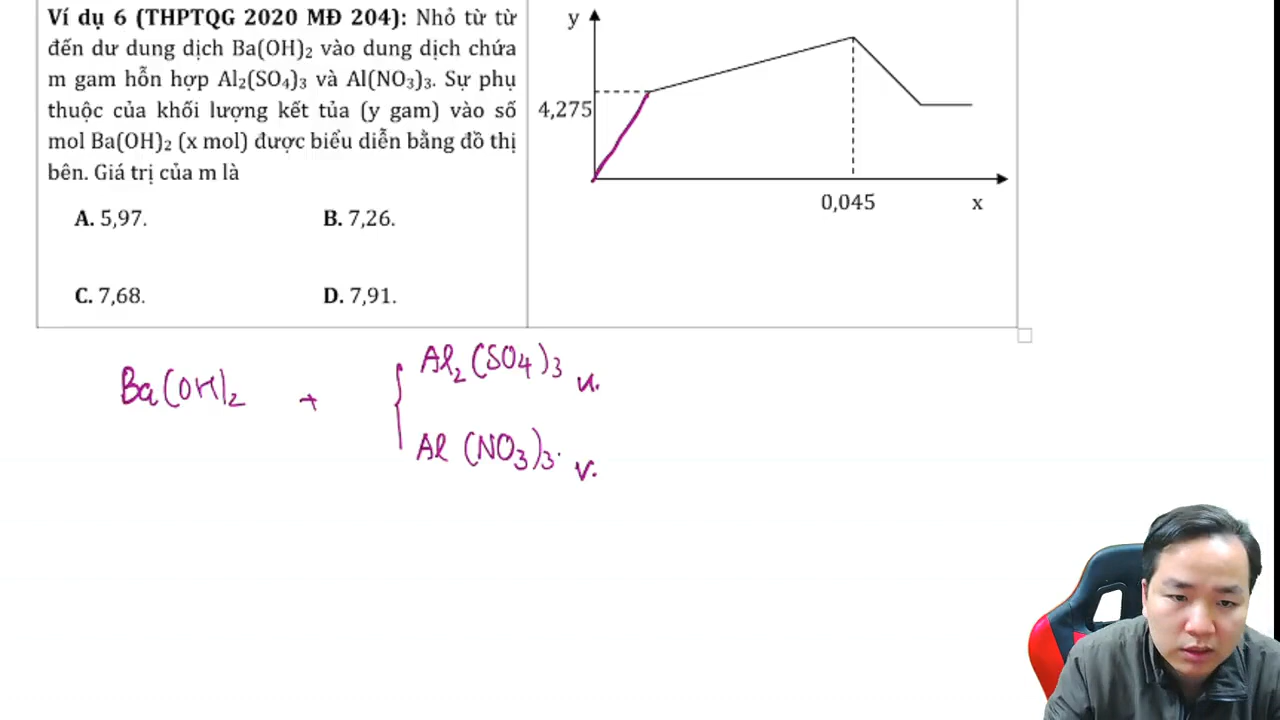 Ví dụ 6 (THPTQG 2020 MĐ 204): Nhỏ từ từ
đến dư dung dịch Ba(OH)₂ vào dung dịch chứa
m gam hỗn hợp Al₂(SO₄)₃ và Al(NO₃)₃. Sự phụ
thuộc của khối lượng kết tủa (y gam) vào số
mol Ba(OH)₂ (x mol) được biểu diễn bằng đồ thị
bên. Giá trị của m là
A. 5,97.
B. 7,26.
C. 7,68.
D. 7,91.
y
4,275
0,045
x
Ba(OH)₂ + { Al₂(SO₄)₃ u.
Al(NO₃)₃. v.